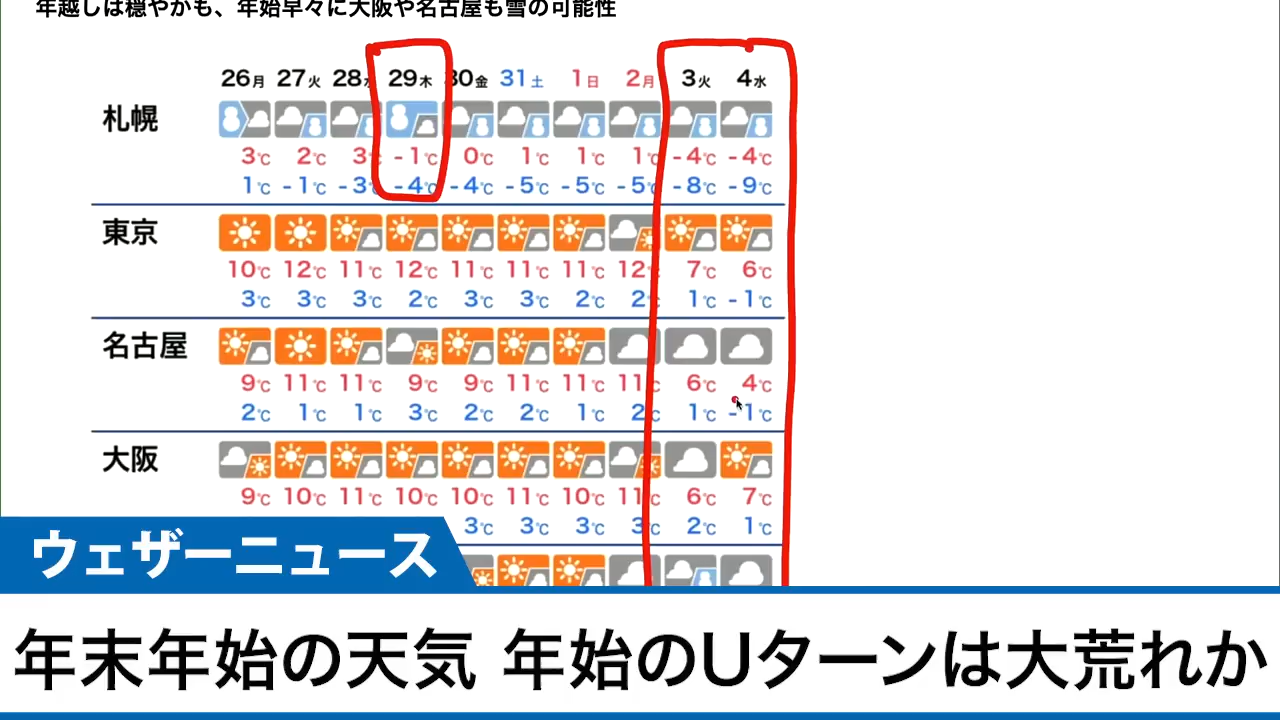 年越しは穏やかも、年始早々に大阪や名古屋も雪の可能性
26月 27火 28水 29木 30金 31土 1日 2月 3火 4水
札幌
3℃ 2℃ 3℃ -1℃ 0℃ 1℃ 1℃ 1℃ -4℃ -4℃
1℃ -1℃ -3℃ -4℃ -4℃ -5℃ -5℃ -5℃ -8℃ -9℃
東京
10℃ 12℃ 11℃ 12℃ 11℃ 11℃ 11℃ 12℃ 7℃ 6℃
3℃ 3℃ 3℃ 2℃ 3℃ 3℃ 2℃ 2℃ 1℃ -1℃
名古屋
9℃ 11℃ 11℃ 9℃ 9℃ 11℃ 11℃ 11℃ 6℃ 4℃
2℃ 1℃ 1℃ 3℃ 2℃ 2℃ 1℃ 2℃ 1℃ -1℃
大阪
9℃ 10℃ 11℃ 10℃ 10℃ 11℃ 10℃ 11℃ 6℃ 7℃
3℃ 3℃ 3℃ 3℃ 2℃ 1℃
ウェザーニュース
年末年始の天気 年始のUターンは大荒れか